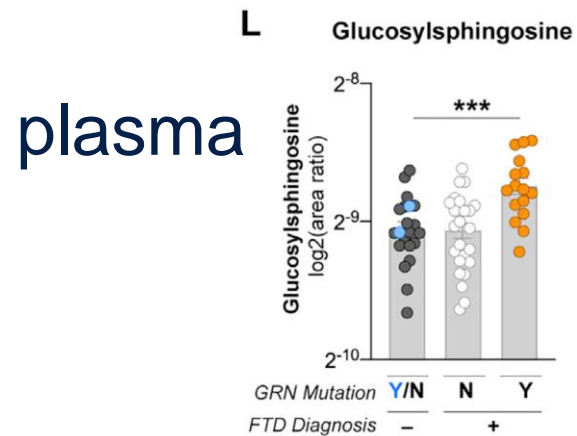 L
Glucosylsphingosine
plasma
Glucosylsphingosine
log2(area ratio)
2-8
***
2-9
2-10
GRN Mutation Y/N N Y
FTD Diagnosis – +